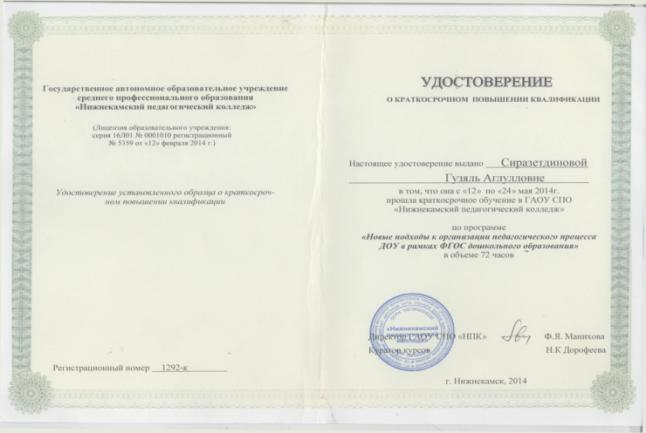 Государственное автономное образовательное учреждение
среднего профессионального образования
«Нижнекамский педагогический колледж»
(Лицензия образовательного учреждения:
серия 16Л01 № 0001010 регистрационный
№ 5359 от «12» февраля 2014 г.)
Удостоверение установленного образца о краткосроч-
ном повышении квалификации
Регистрационный номер 1292-к
УДОСТОВЕРЕНИЕ
О КРАТКОСРОЧНОМ ПОВЫШЕНИИ КВАЛИФИКАЦИИ
Настоящее удостоверение выдано Сиразетдиновой
Гузяль Аглулловне
в том, что она с «12» по «24» мая 2014г.
прошла краткосрочное обучение в ГАОУ СПО
«Нижнекамский педагогический колледж»
по программе
«Новые подходы к организации педагогического процесса
ДОУ в рамках ФГОС дошкольного образования»
в объеме 72 часов
«Нижнекамский
Директор ГАОУ СПО «НПК» Ф.Я. Манихова
Куратор курсов Н.К Дорофеева
г. Нижнекамск, 2014